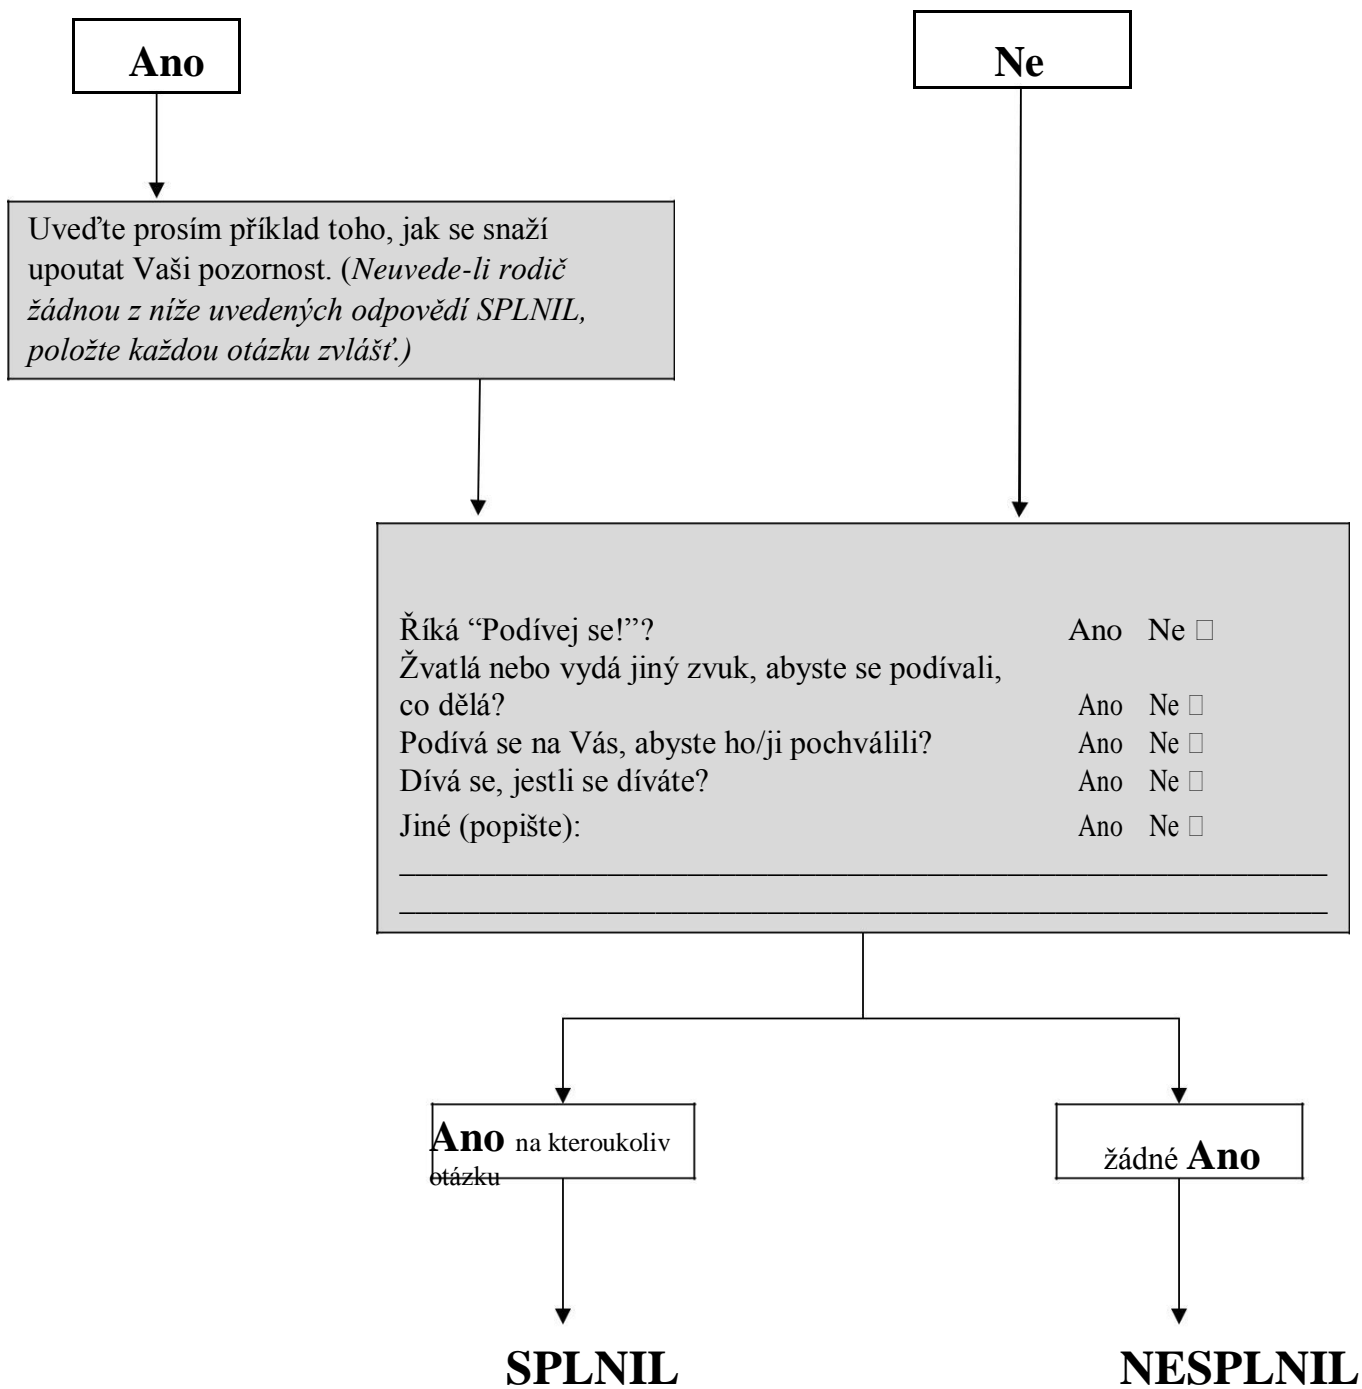 Ano
Ne
Uveďte prosím příklad toho, jak se snaží
upoutat Vaši pozornost. (Neuvede-li rodič
žádnou z níže uvedených odpovědí SPLNIL,
položte každou otázku zvlášť.)
Říká “Podívej se!”? Ano Ne □
Žvatlá nebo vydá jiný zvuk, abyste se podívali,
co dělá? Ano Ne □
Podívá se na Vás, abyste ho/ji pochválili? Ano Ne □
Dívá se, jestli se díváte? Ano Ne □
Jiné (popište): Ano Ne □
Ano na kteroukoliv
otázku
žádné Ano
SPLNIL
NESPLNIL